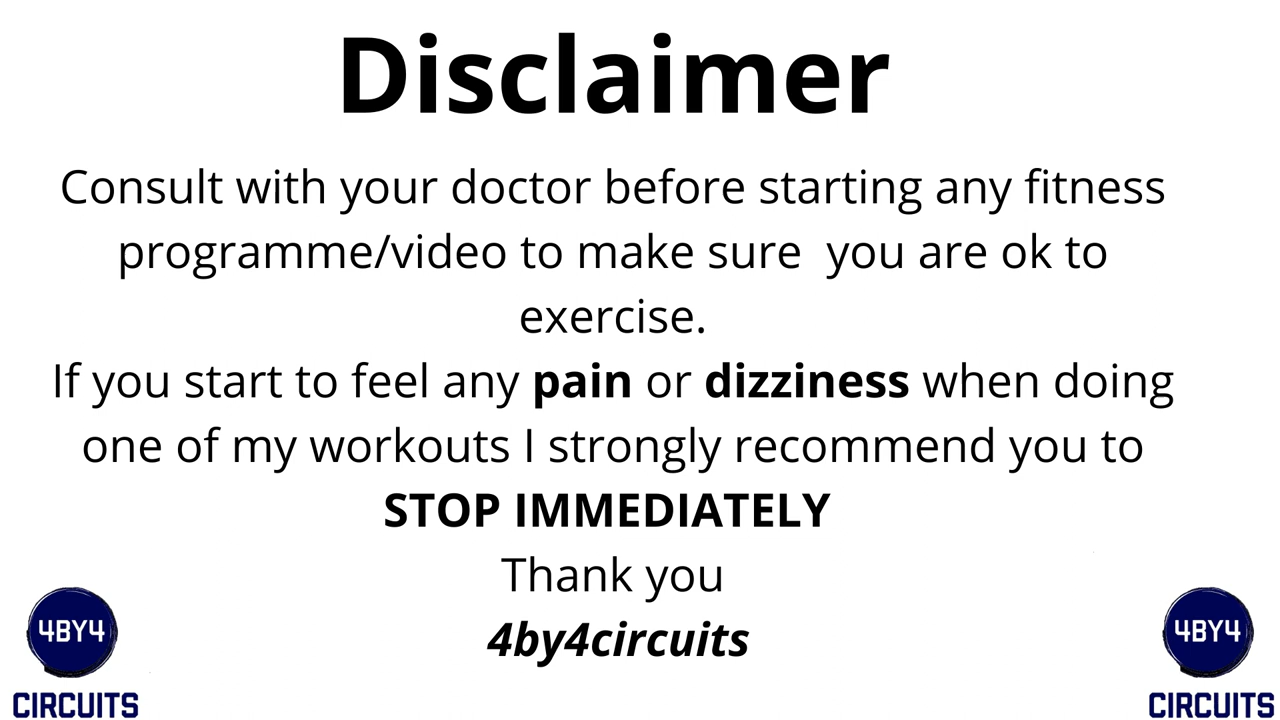 Disclaimer
Consult with your doctor before starting any fitness
programme/video to make sure  you are ok to
exercise.
If you start to feel any pain or dizziness when doing
one of my workouts I strongly recommend you to
STOP IMMEDIATELY
Thank you
4by4circuits
4BY4
CIRCUITS
4BY4
CIRCUITS